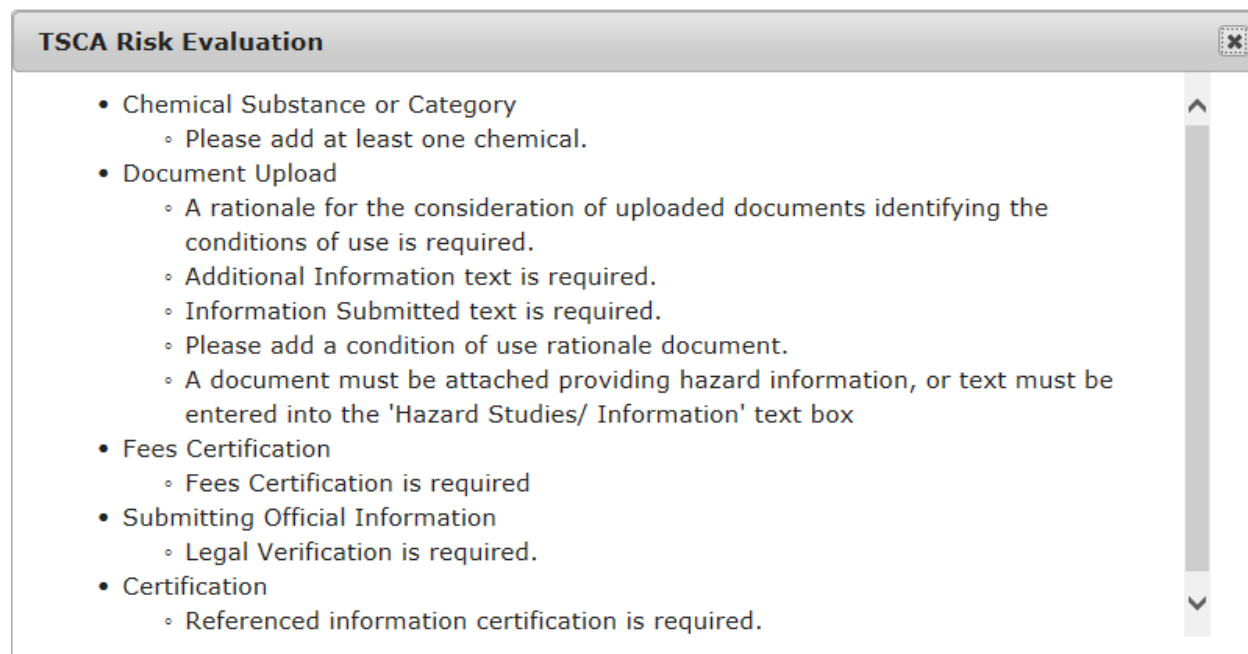 TSCA Risk Evaluation
• Chemical Substance or Category
◦ Please add at least one chemical.
• Document Upload
◦ A rationale for the consideration of uploaded documents identifying the
conditions of use is required.
◦ Additional Information text is required.
◦ Information Submitted text is required.
◦ Please add a condition of use rationale document.
◦ A document must be attached providing hazard information, or text must be
entered into the 'Hazard Studies/ Information' text box
• Fees Certification
◦ Fees Certification is required
• Submitting Official Information
◦ Legal Verification is required.
• Certification
◦ Referenced information certification is required.